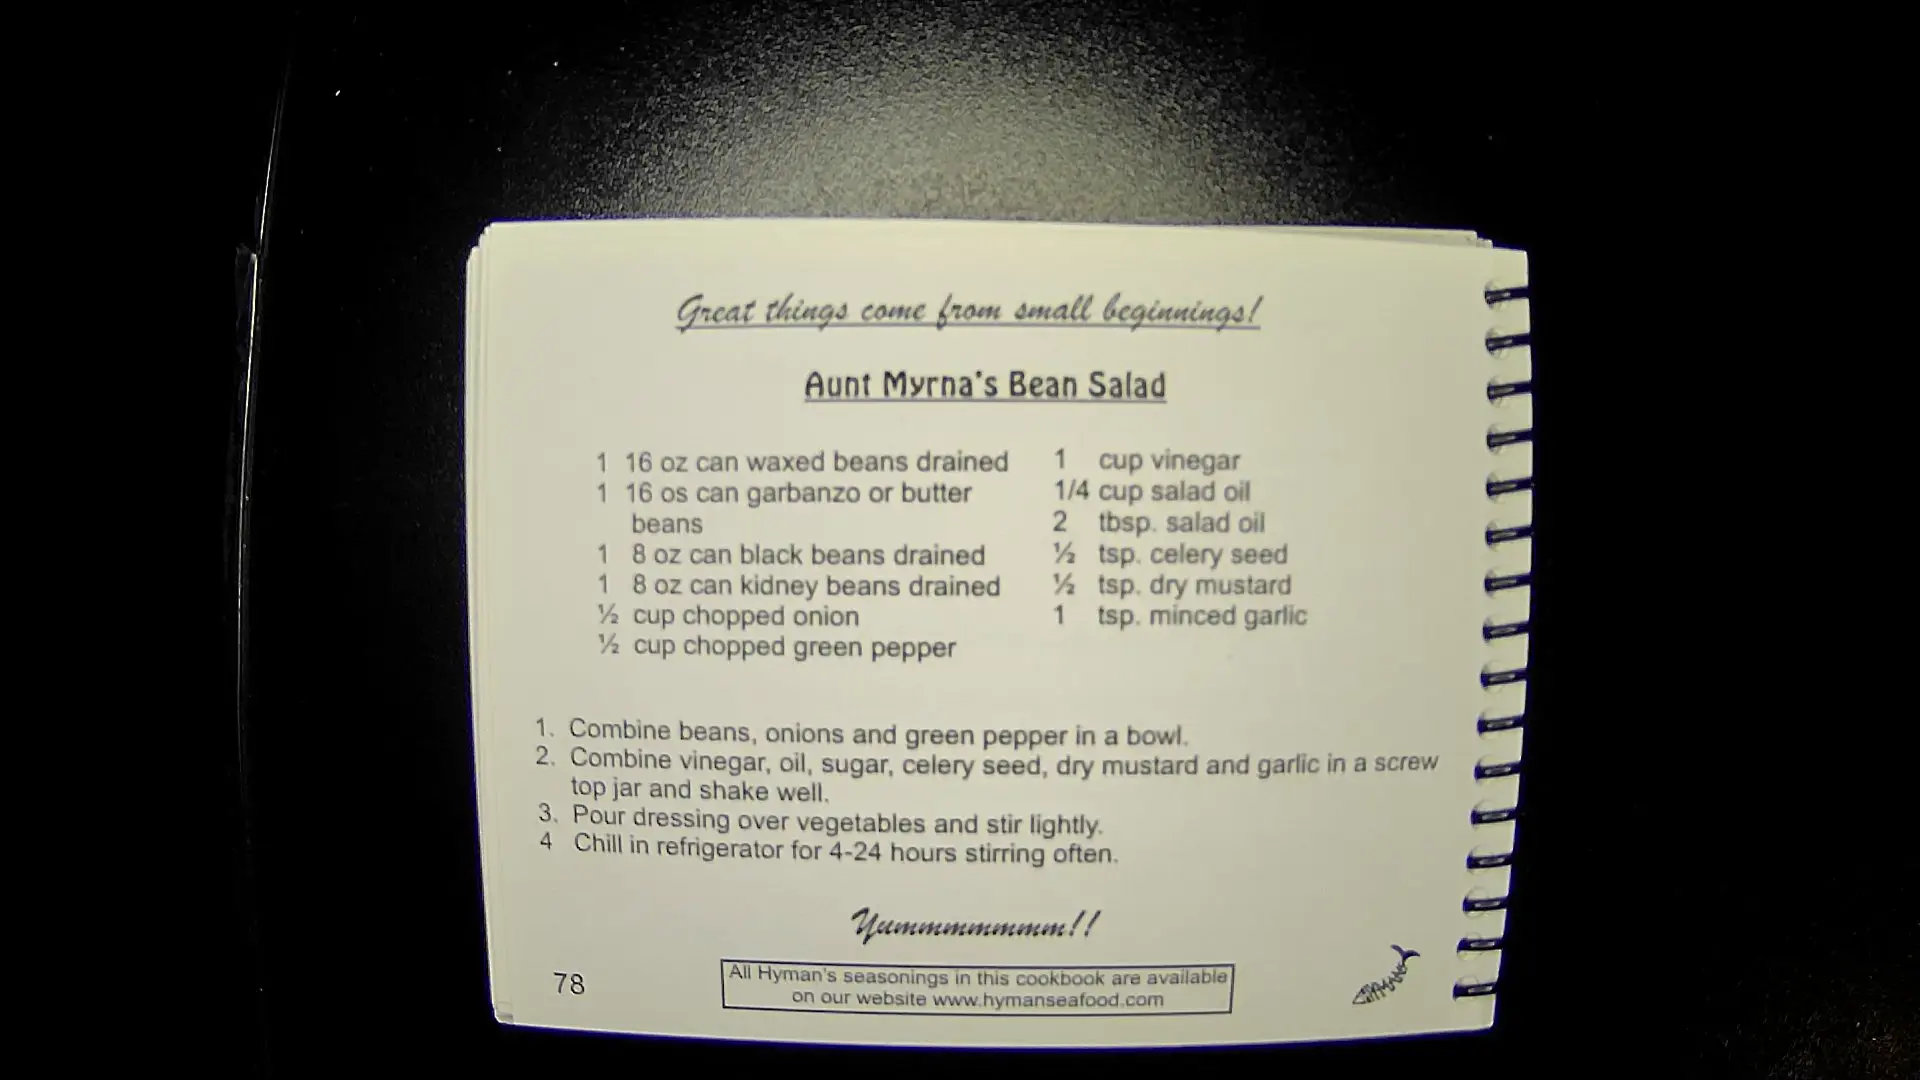 Great things come from small beginnings!
Aunt Myrna's Bean Salad
1 16 oz can waxed beans drained
1 16 os can garbanzo or butter
beans
1 8 oz can black beans drained
1 8 oz can kidney beans drained
½ cup chopped onion
½ cup chopped green pepper
1 cup vinegar
1/4 cup salad oil
2 tbsp. salad oil
½ tsp. celery seed
½ tsp. dry mustard
1 tsp. minced garlic
1. Combine beans, onions and green pepper in a bowl.
2. Combine vinegar, oil, sugar, celery seed, dry mustard and garlic in a screw
top jar and shake well.
3. Pour dressing over vegetables and stir lightly.
4 Chill in refrigerator for 4-24 hours stirring often.
Yummmmmmm!!
All Hyman's seasonings in this cookbook are available
on our website www.hymanseafood.com
78